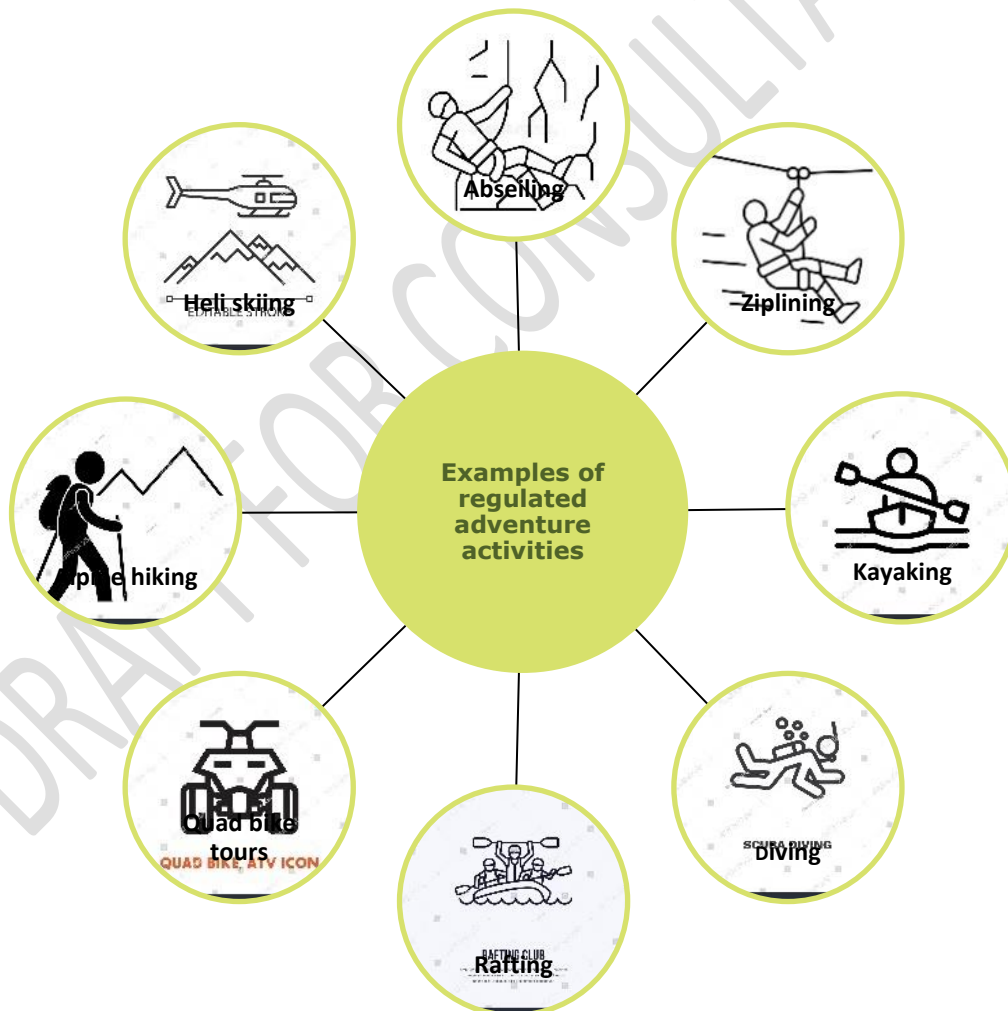 Abseiling
Ziplining
Kayaking
SCUBA DIVING
Diving
RAFTING CLUB
Rafting
Quad bike
tours
QUAD BIKE, ATV ICON
Alpine hiking
Heli skiing
EDITABLE STROKE
Examples of
regulated
adventure
activities
DRAFT FOR CONSULTA